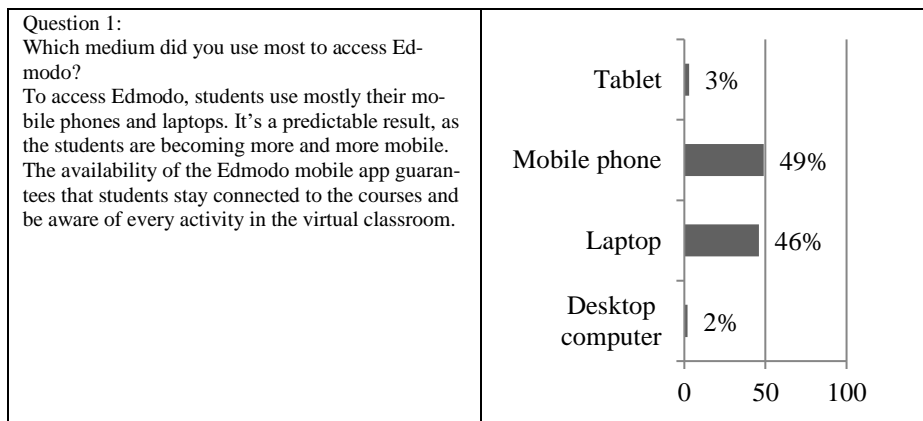 Question 1:
Which medium did you use most to access Ed-
modo?
To access Edmodo, students use mostly their mo-
bile phones and laptops. It's a predictable result, as
the students are becoming more and more mobile.
The availability of the Edmodo mobile app guaran-
tees that students stay connected to the courses and
be aware of every activity in the virtual classroom.
Tablet 3%
Mobile phone 49%
Laptop 46%
Desktop
computer 2%
0 50 100